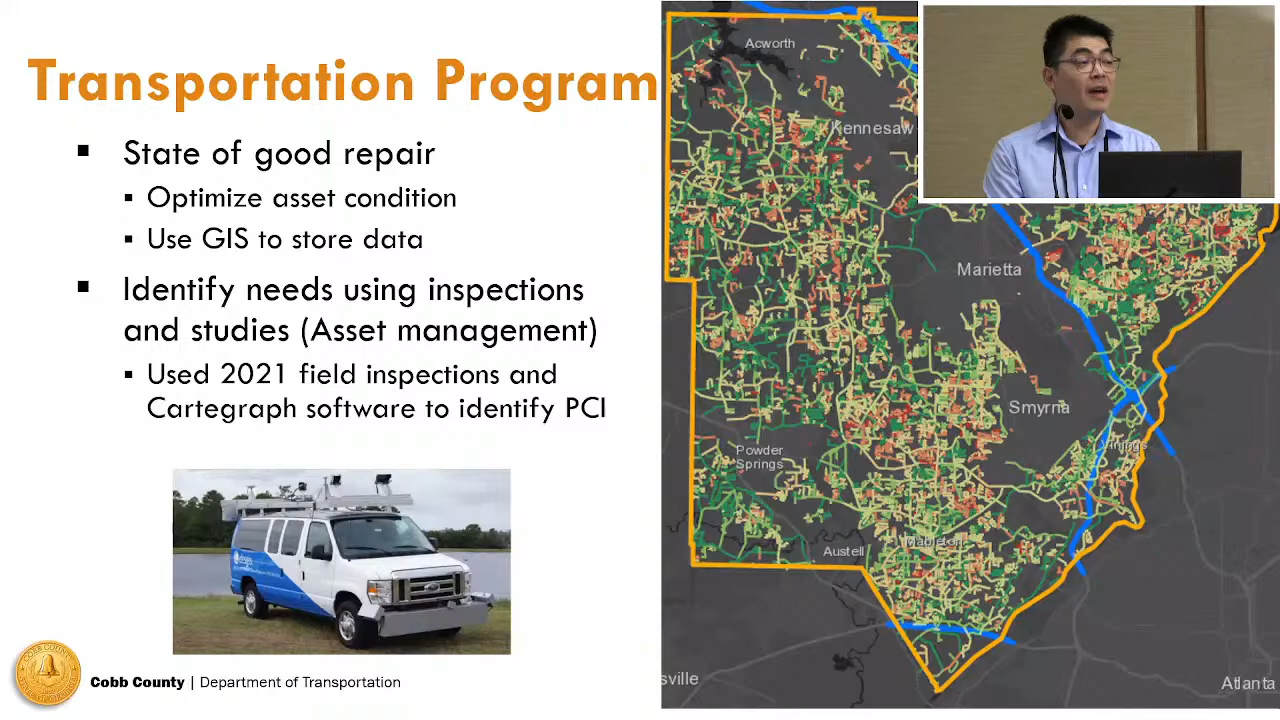 Transportation Program
▪ State of good repair
▪ Optimize asset condition
▪ Use GIS to store data
▪ Identify needs using inspections
and studies (Asset management)
▪ Used 2021 field inspections and
Cartegraph software to identify PCI
COBB COUNTY
Cobb County | Department of Transportation
Acworth
Kennesaw
Marietta
Smyrna
Vinings
Powder
Springs
Austell
Mableton
sville
Atlanta